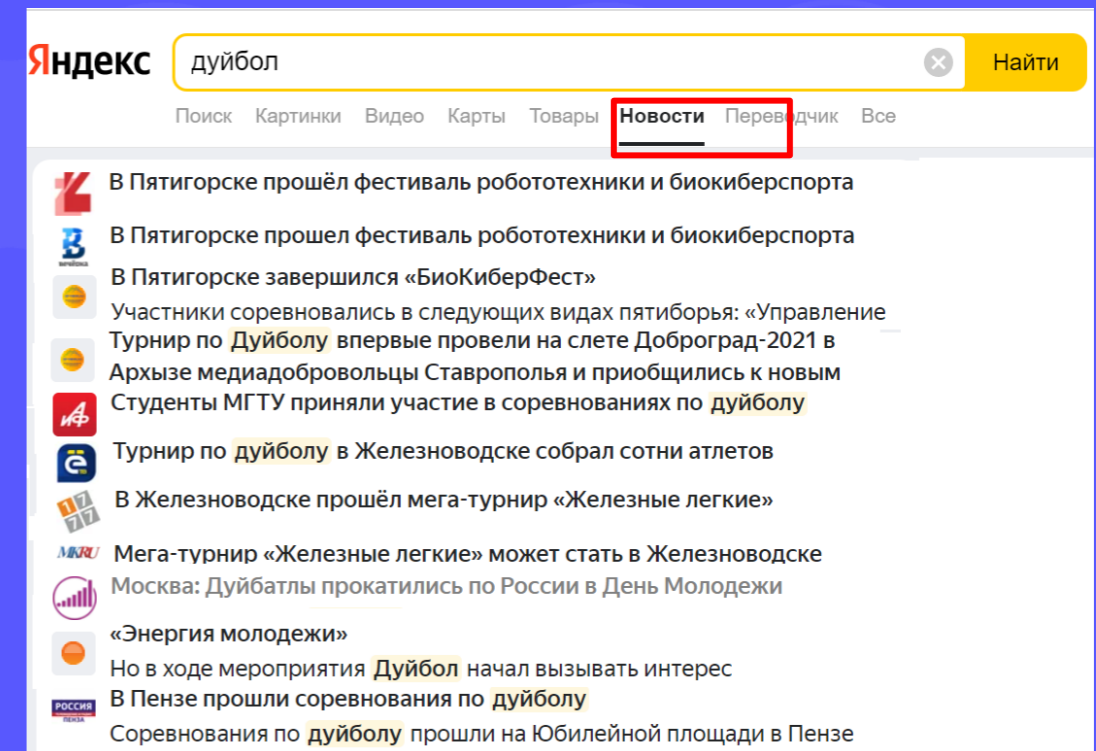 Яндекс
дуйбол
Найти
Поиск Картинки Видео Карты Товары Новости Переводчик Все
В Пятигорске прошёл фестиваль робототехники и биокиберспорта
В Пятигорске прошел фестиваль робототехники и биокиберспорта
В Пятигорске завершился «БиоКиберФест»
Участники соревновались в следующих видах пятиборья: «Управление
Турнир по Дуйболу впервые провели на слете Доброград-2021 в
Архызе медиадобровольцы Ставрополья и приобщились к новым
Студенты МГТУ приняли участие в соревнованиях по дуйболу
Турнир по дуйболу в Железноводске собрал сотни атлетов
В Железноводске прошёл мега-турнир «Железные легкие»
MKRU
Мега-турнир «Железные легкие» может стать в Железноводске
Москва: Дуйбатлы прокатились по России в День Молодежи
«Энергия молодежи»
Но в ходе мероприятия Дуйбол начал вызывать интерес
РОССИЯ
ПЕНЗА
В Пензе прошли соревнования по дуйболу
Соревнования по дуйболу прошли на Юбилейной площади в Пензе